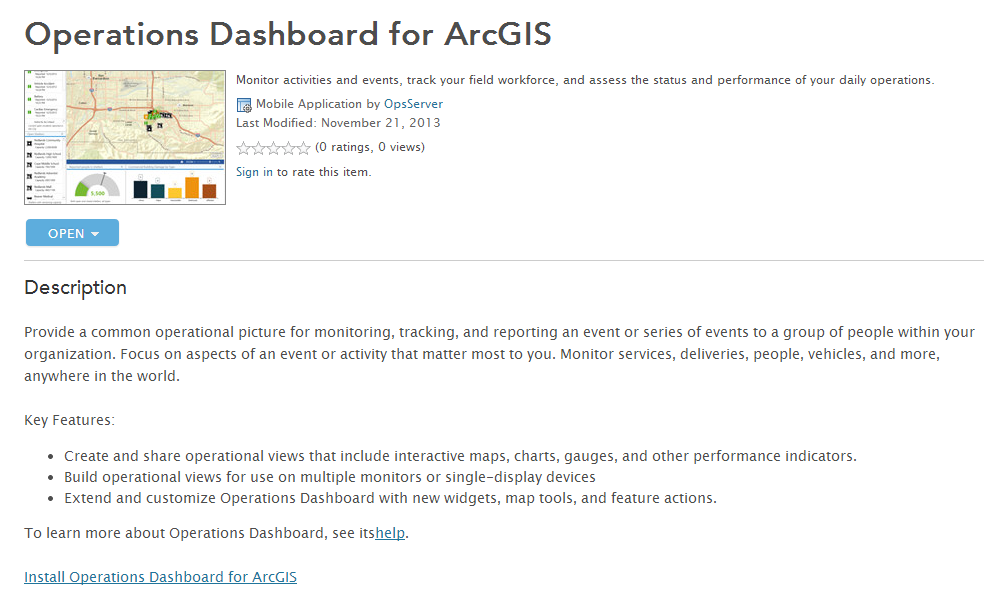 Operations Dashboard for ArcGIS
Monitor activities and events, track your field workforce, and assess the status and performance of your daily operations.
Mobile Application by OpsServer
Last Modified: November 21, 2013
(0 ratings, 0 views)
Sign in to rate this item.
5,500
OPEN
Description
Provide a common operational picture for monitoring, tracking, and reporting an event or series of events to a group of people within your
organization. Focus on aspects of an event or activity that matter most to you. Monitor services, deliveries, people, vehicles, and more,
anywhere in the world.
Key Features:
Create and share operational views that include interactive maps, charts, gauges, and other performance indicators.
Build operational views for use on multiple monitors or single-display devices
Extend and customize Operations Dashboard with new widgets, map tools, and feature actions.
To learn more about Operations Dashboard, see itshelp.
Install Operations Dashboard for ArcGIS